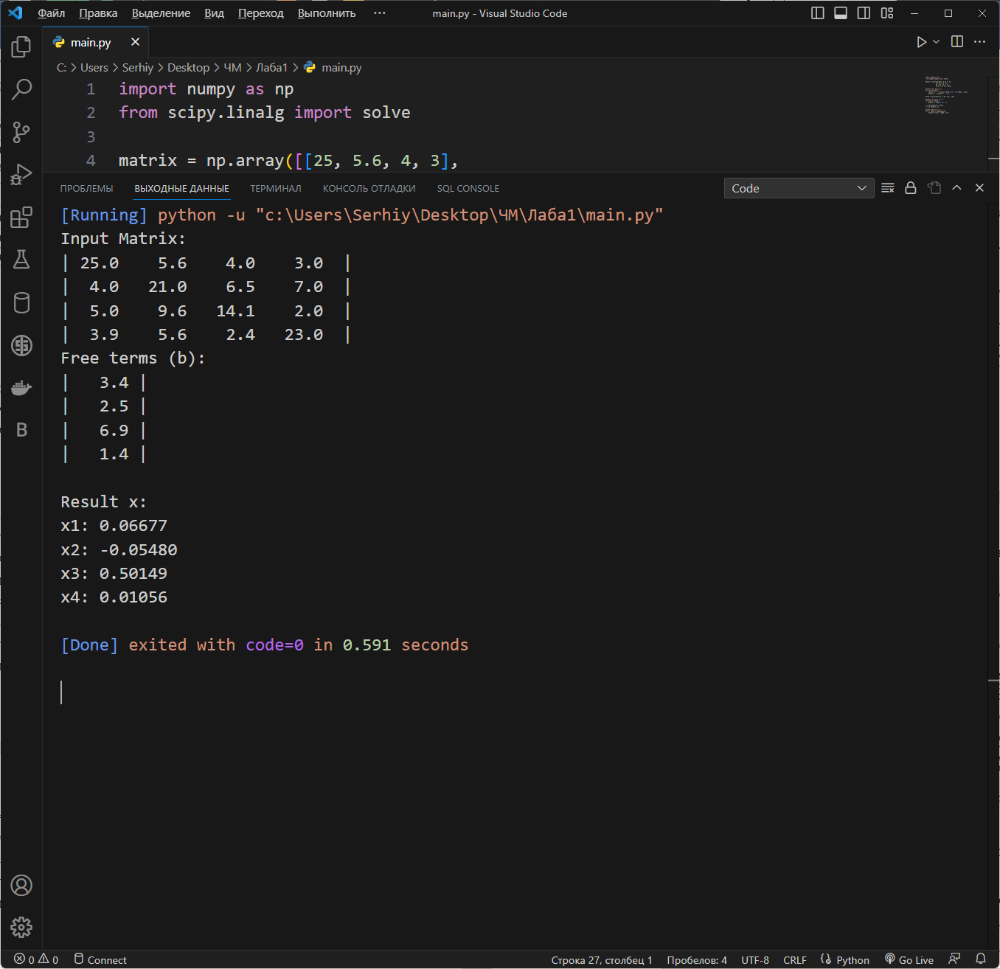 Файл Правка Выделение Вид Переход Выполнить ··· main.py - Visual Studio Code
main.py
C: > Users > Serhiy > Desktop > ЧМ > Лаба1 > main.py
1 import numpy as np
2 from scipy.linalg import solve
3
4 matrix = np.array([[25, 5.6, 4, 3],
ПРОБЛЕМЫ ВЫХОДНЫЕ ДАННЫЕ ТЕРМИНАЛ КОНСОЛЬ ОТЛАДКИ SQL CONSOLE Code
[Running] python -u "c:\Users\Serhiy\Desktop\ЧМ\Лаба1\main.py"
Input Matrix:
| 25.0 5.6 4.0 3.0 |
| 4.0 21.0 6.5 7.0 |
| 5.0 9.6 14.1 2.0 |
| 3.9 5.6 2.4 23.0 |
Free terms (b):
| 3.4 |
| 2.5 |
| 6.9 |
| 1.4 |
Result x:
x1: 0.06677
x2: -0.05480
x3: 0.50149
x4: 0.01056
[Done] exited with code=0 in 0.591 seconds
B
0 0 Connect Строка 27, столбец 1 Пробелов: 4 UTF-8 CRLF Python Go Live